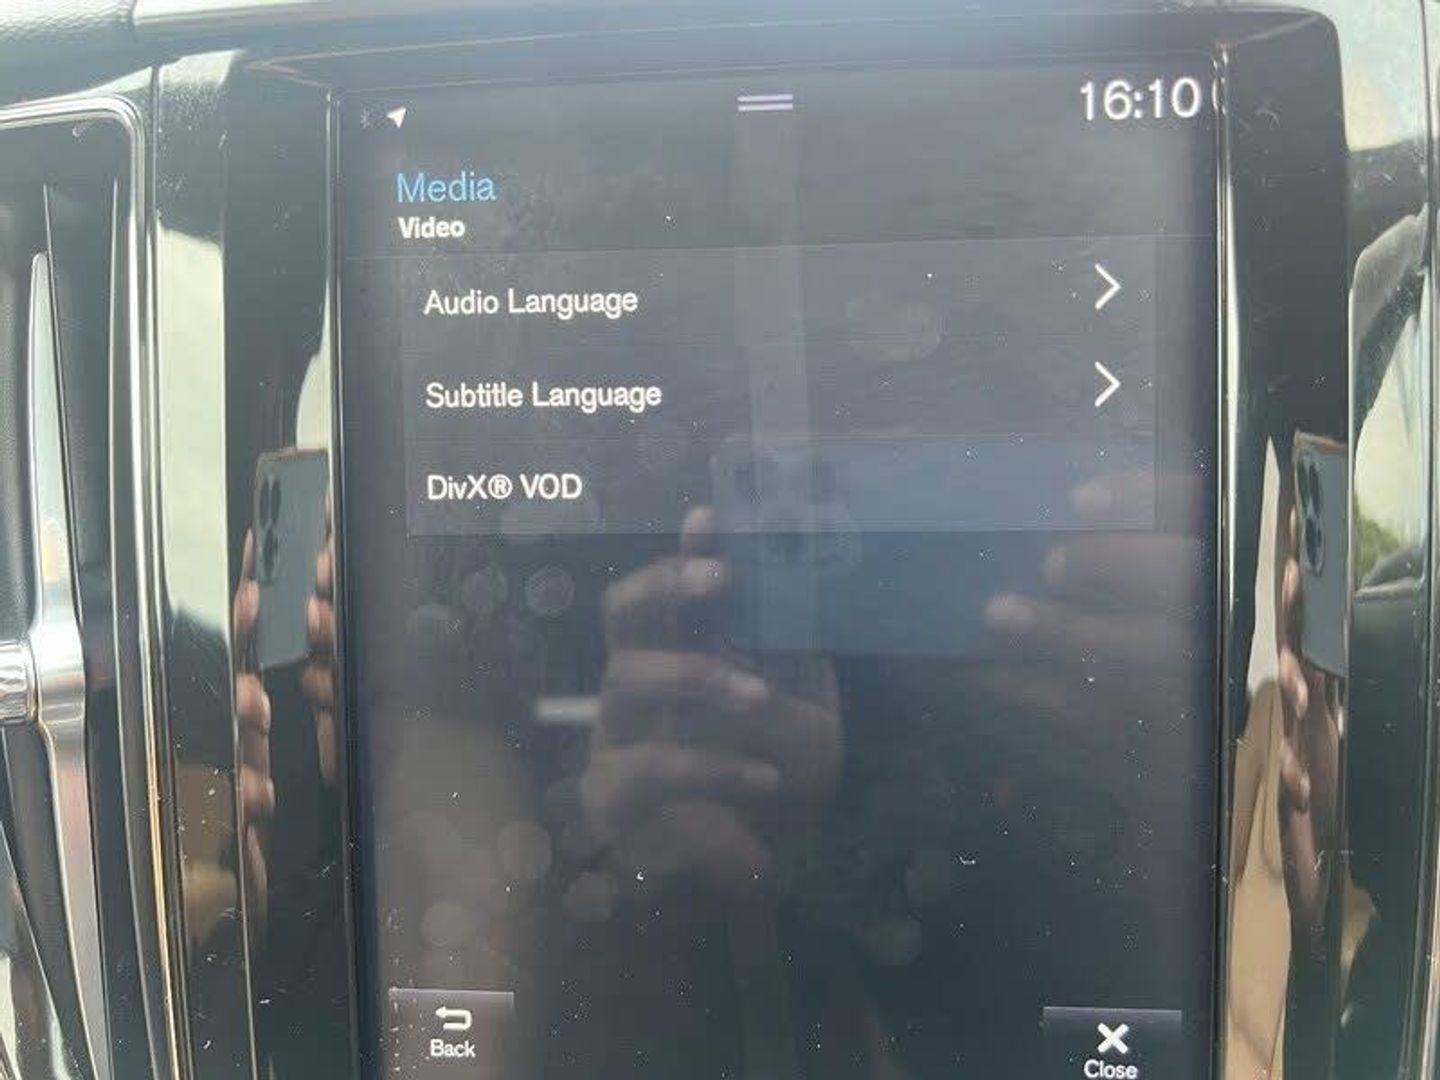 16:10
Media
Video
Audio Language
Subtitle Language
DivX® VOD
Back
Close